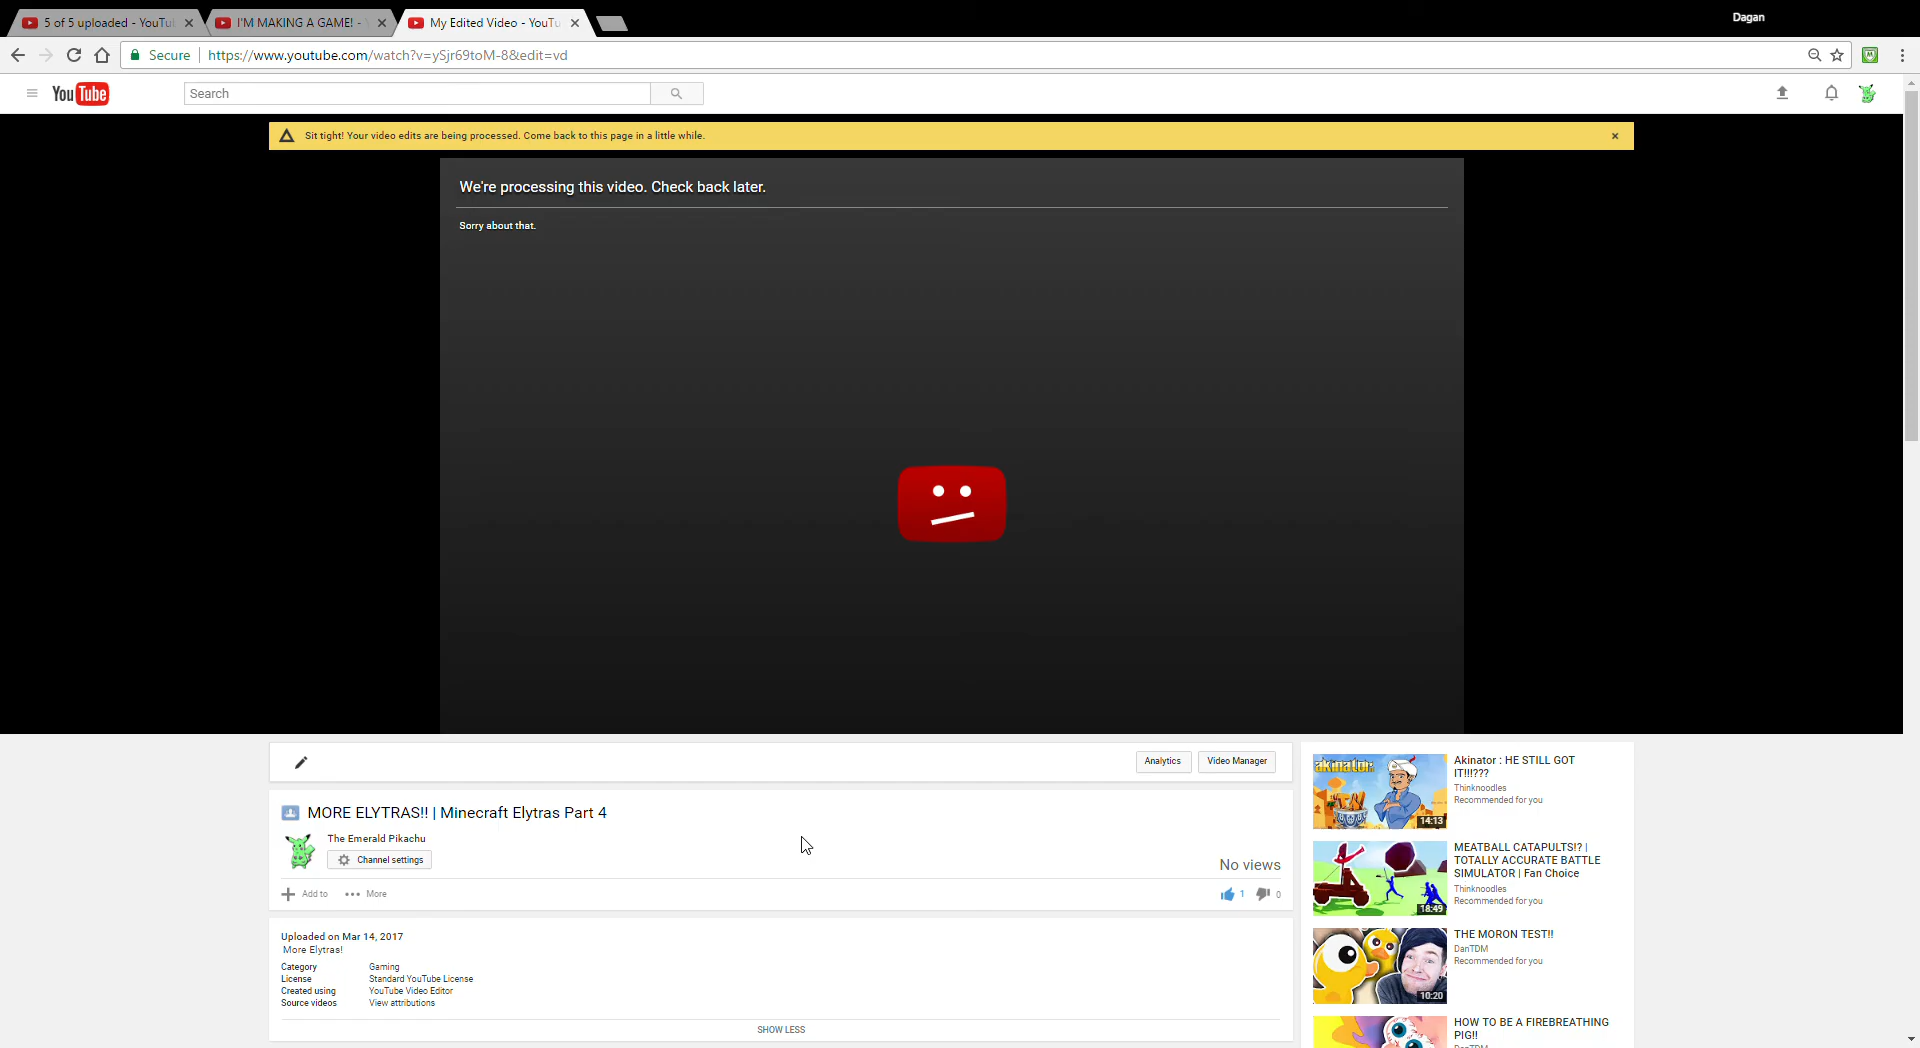 5 of 5 uploaded - YouTu
I'M MAKING A GAME! - Y
My Edited Video - YouTu
Dagan
Secure
https://www.youtube.com/watch?v=ySjr69toM-8&edit=vd
YouTube
Search
Sit tight! Your video edits are being processed. Come back to this page in a little while.
We're processing this video. Check back later.
Sorry about that.
Analytics
Video Manager
MORE ELYTRAS!! | Minecraft Elytras Part 4
The Emerald Pikachu
Channel settings
No views
Add to
More
1
0
Uploaded on Mar 14, 2017
More Elytras!
Category Gaming
License Standard YouTube License
Created using YouTube Video Editor
Source videos View attributions
SHOW LESS
akinator
14:13
Akinator : HE STILL GOT
IT!!!???
Thinknoodles
Recommended for you
18:49
MEATBALL CATAPULTS!? |
TOTALLY ACCURATE BATTLE
SIMULATOR | Fan Choice
Thinknoodles
Recommended for you
10:20
THE MORON TEST!!
DanTDM
Recommended for you
HOW TO BE A FIREBREATHING
PIG!!
DanTDM